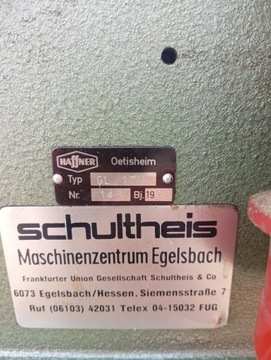 HAFFNER Oetisheim
Typ
Nr. Bj. 19
schultheis
Maschinenzentrum Egelsbach
Frankfurter Union Gesellschaft Schultheis & Co
6073 Egelsbach/Hessen, Siemensstraße 7
Ruf (06103) 42031 Telex 04-15032 FUG